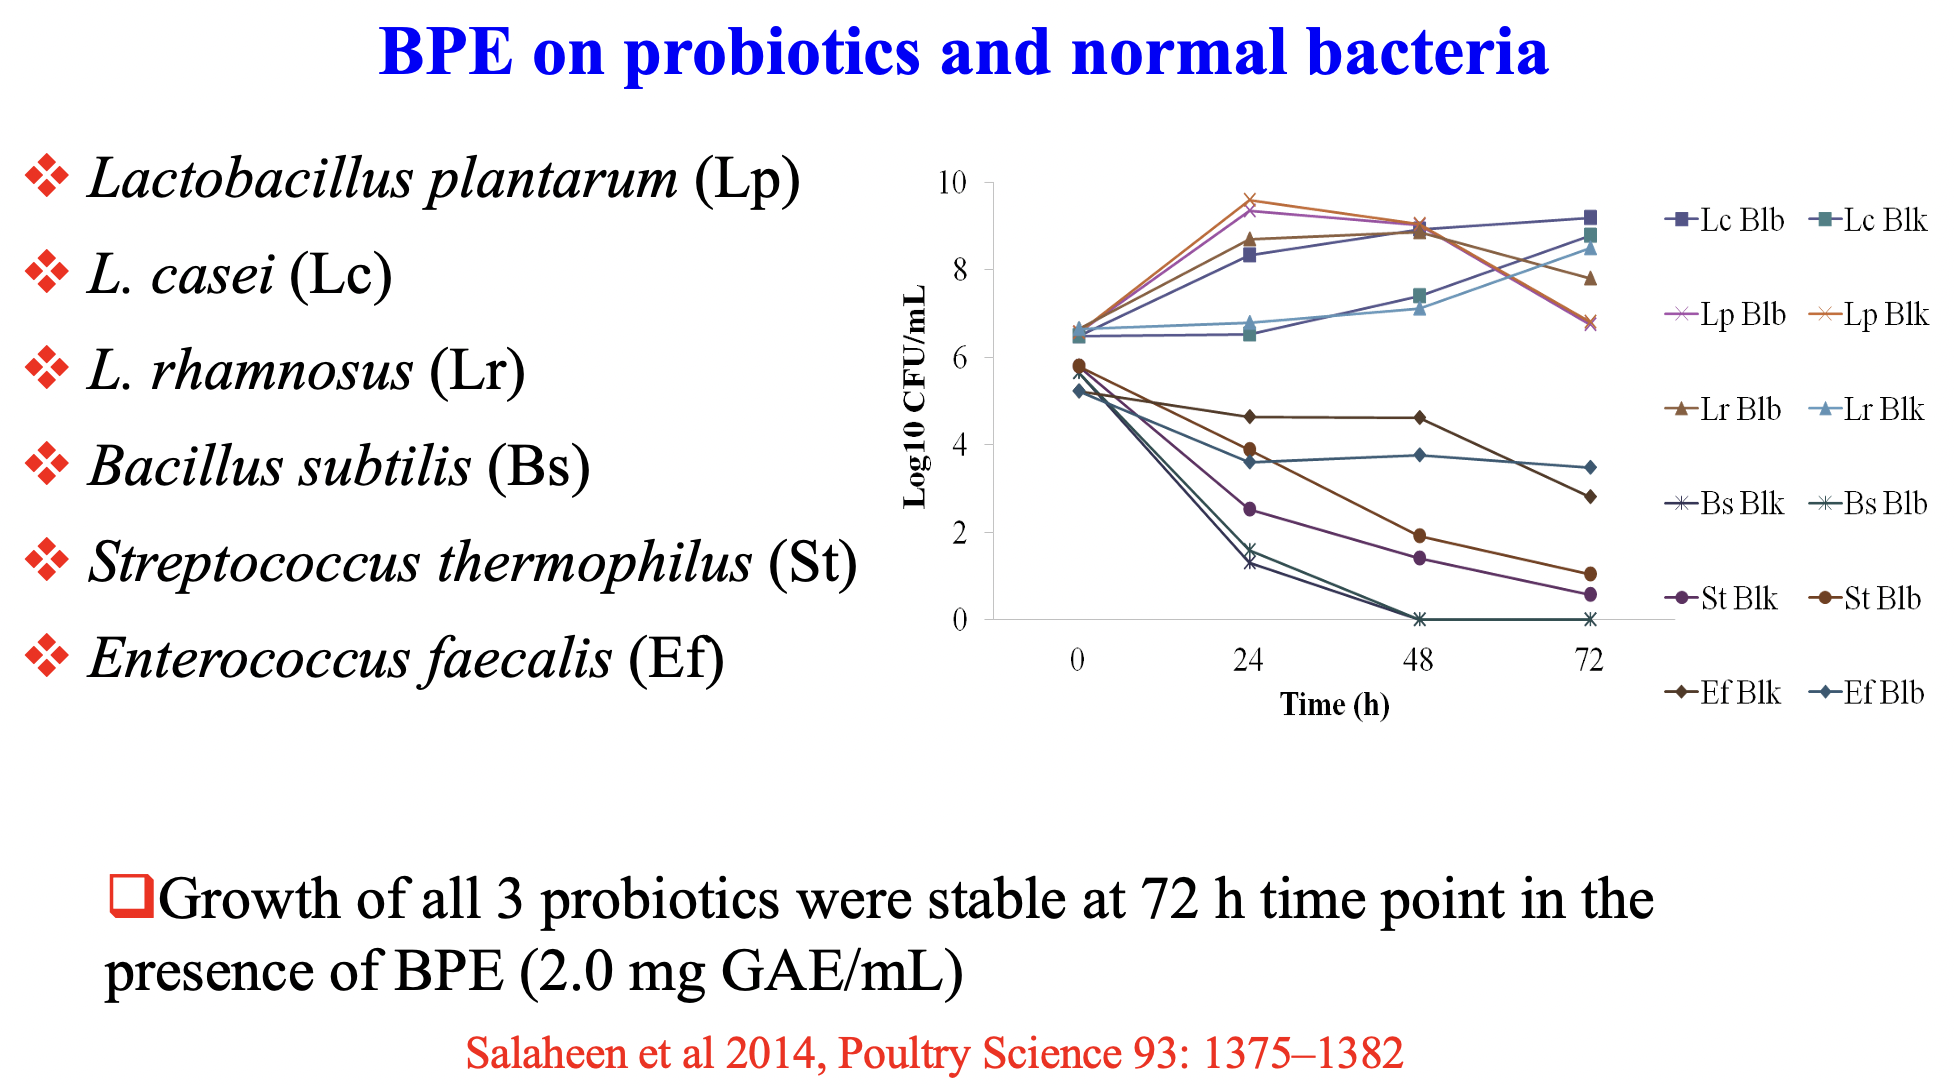 BPE on probiotics and normal bacteria
Lactobacillus plantarum (Lp)
L. casei (Lc)
L. rhamnosus (Lr)
Bacillus subtilis (Bs)
Streptococcus thermophilus (St)
Enterococcus faecalis (Ef)
Log10 CFU/mL
10
8
6
4
2
0
0 24 48 72
Time (h)
Lc Blb Lc Blk
Lp Blb Lp Blk
Lr Blb Lr Blk
Bs Blk Bs Blb
St Blk St Blb
Ef Blk Ef Blb
Growth of all 3 probiotics were stable at 72 h time point in the
presence of BPE (2.0 mg GAE/mL)
Salaheen et al 2014, Poultry Science 93: 1375–1382